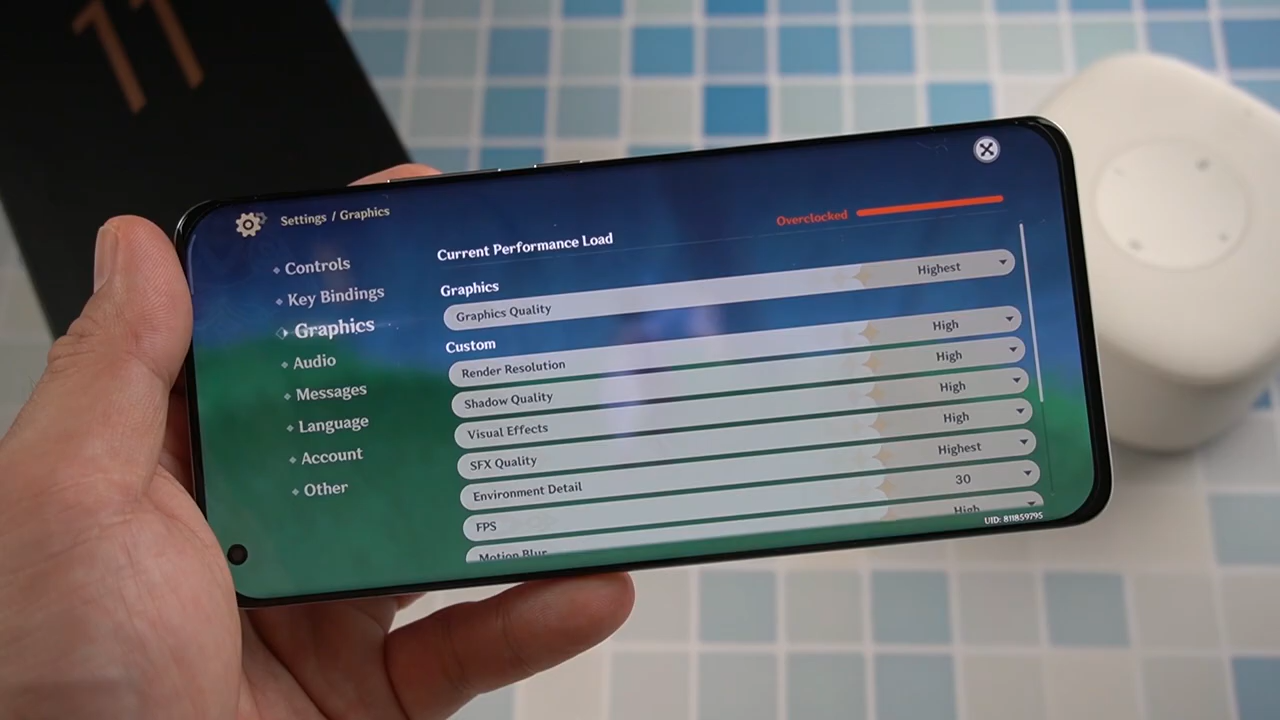 11
Settings / Graphics
Controls
Key Bindings
Graphics
Audio
Messages
Language
Account
Other
Current Performance Load
Overclocked
Graphics
Graphics Quality Highest
Custom
Render Resolution High
Shadow Quality High
Visual Effects High
SFX Quality High
Environment Detail Highest
FPS 30
Motion Blur High
UID: 811859795